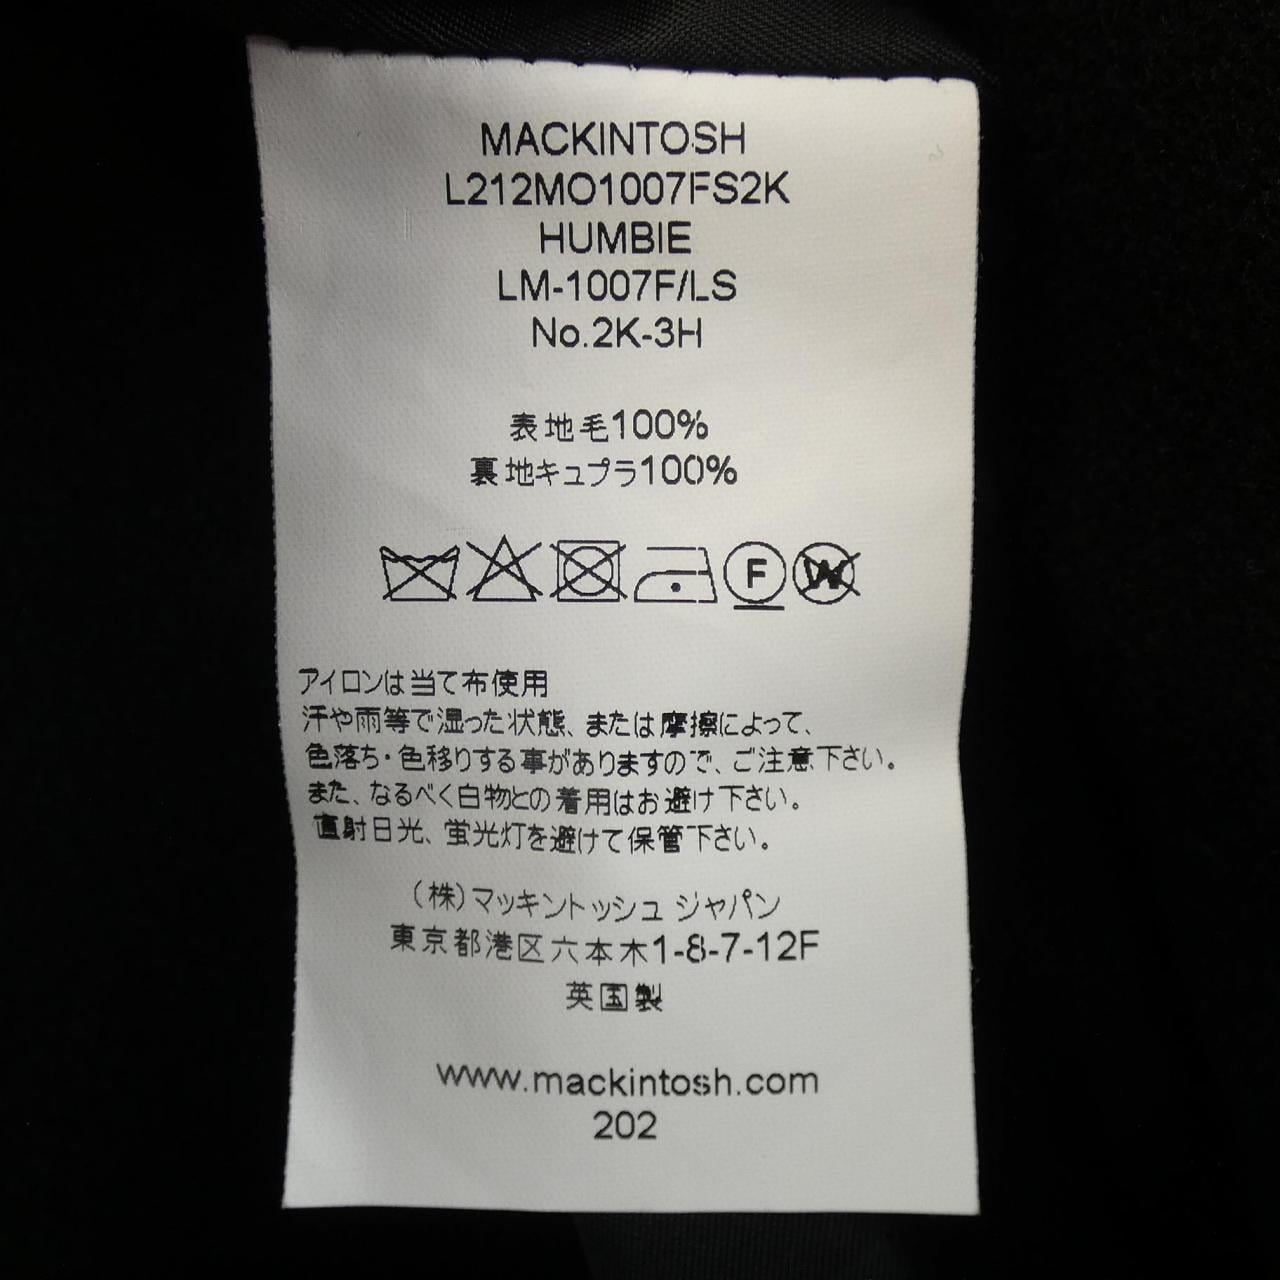 MACKINTOSH
L212MO1007FS2K
HUMBIE
LM-1007F/LS
No.2K-3H
表地毛100%
裏地キュプラ100%
F W
アイロンは当て布使用
汗や雨等で湿った状態、または摩擦によって、
色落ち・色移りする事がありますので、ご注意下さい。
また、なるべく白物との着用はお避け下さい。
直射日光、蛍光灯を避けて保管下さい。
(株)マッキントッシュ ジャパン
東京都港区六本木1-8-7-12F
英国製
www.mackintosh.com
202